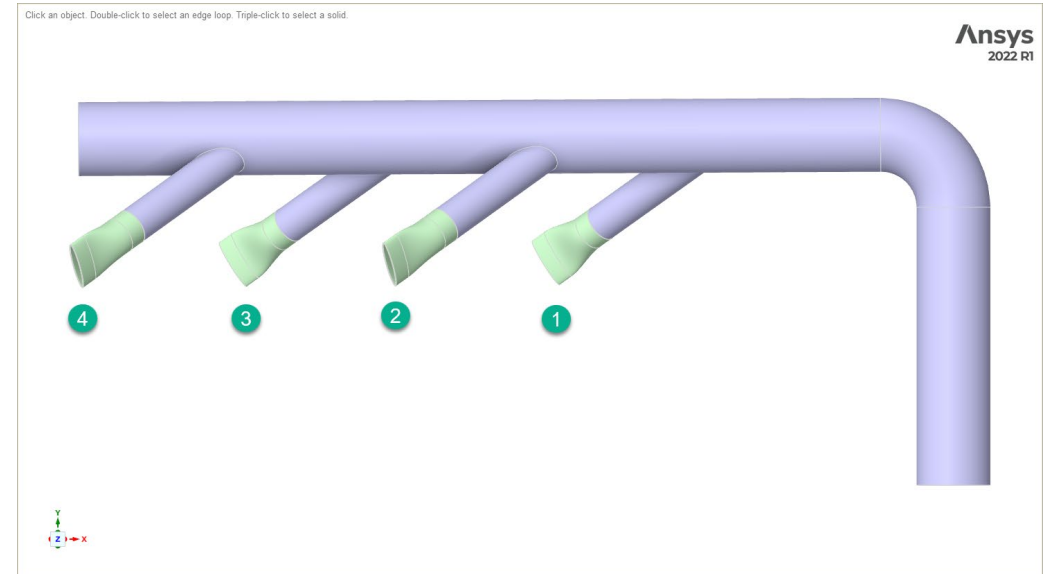 Click an object. Double-click to select an edge loop. Triple-click to select a solid.
Ansys
2022 R1
4
3
2
1
Y
Z
X